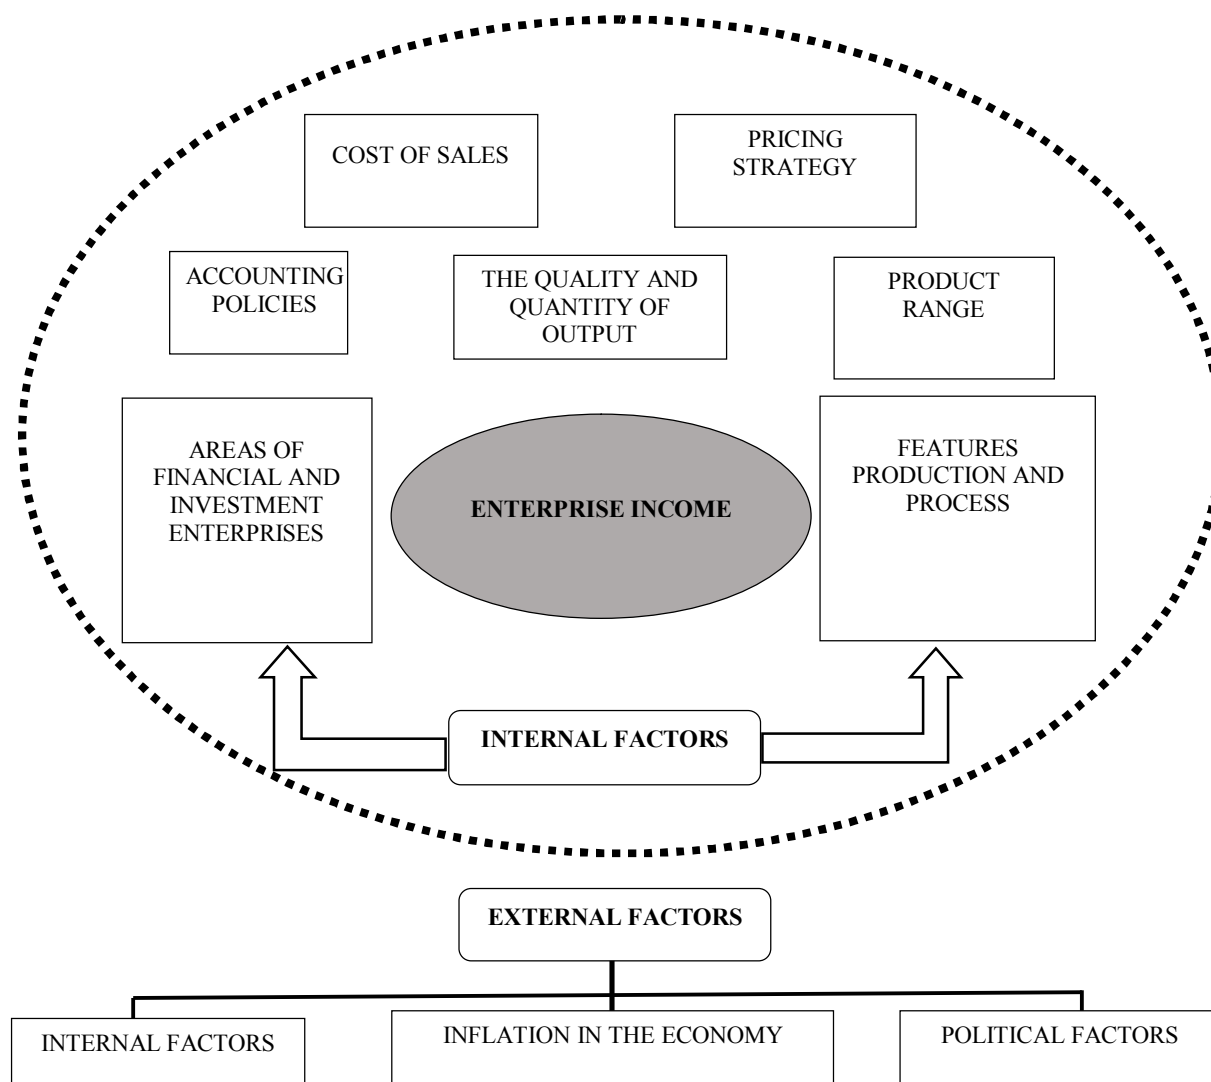 COST OF SALES
PRICING
STRATEGY
ACCOUNTING
POLICIES
THE QUALITY AND
QUANTITY OF
OUTPUT
PRODUCT
RANGE
AREAS OF
FINANCIAL AND
INVESTMENT
ENTERPRISES
ENTERPRISE INCOME
FEATURES
PRODUCTION AND
PROCESS
INTERNAL FACTORS
EXTERNAL FACTORS
INTERNAL FACTORS
INFLATION IN THE ECONOMY
POLITICAL FACTORS